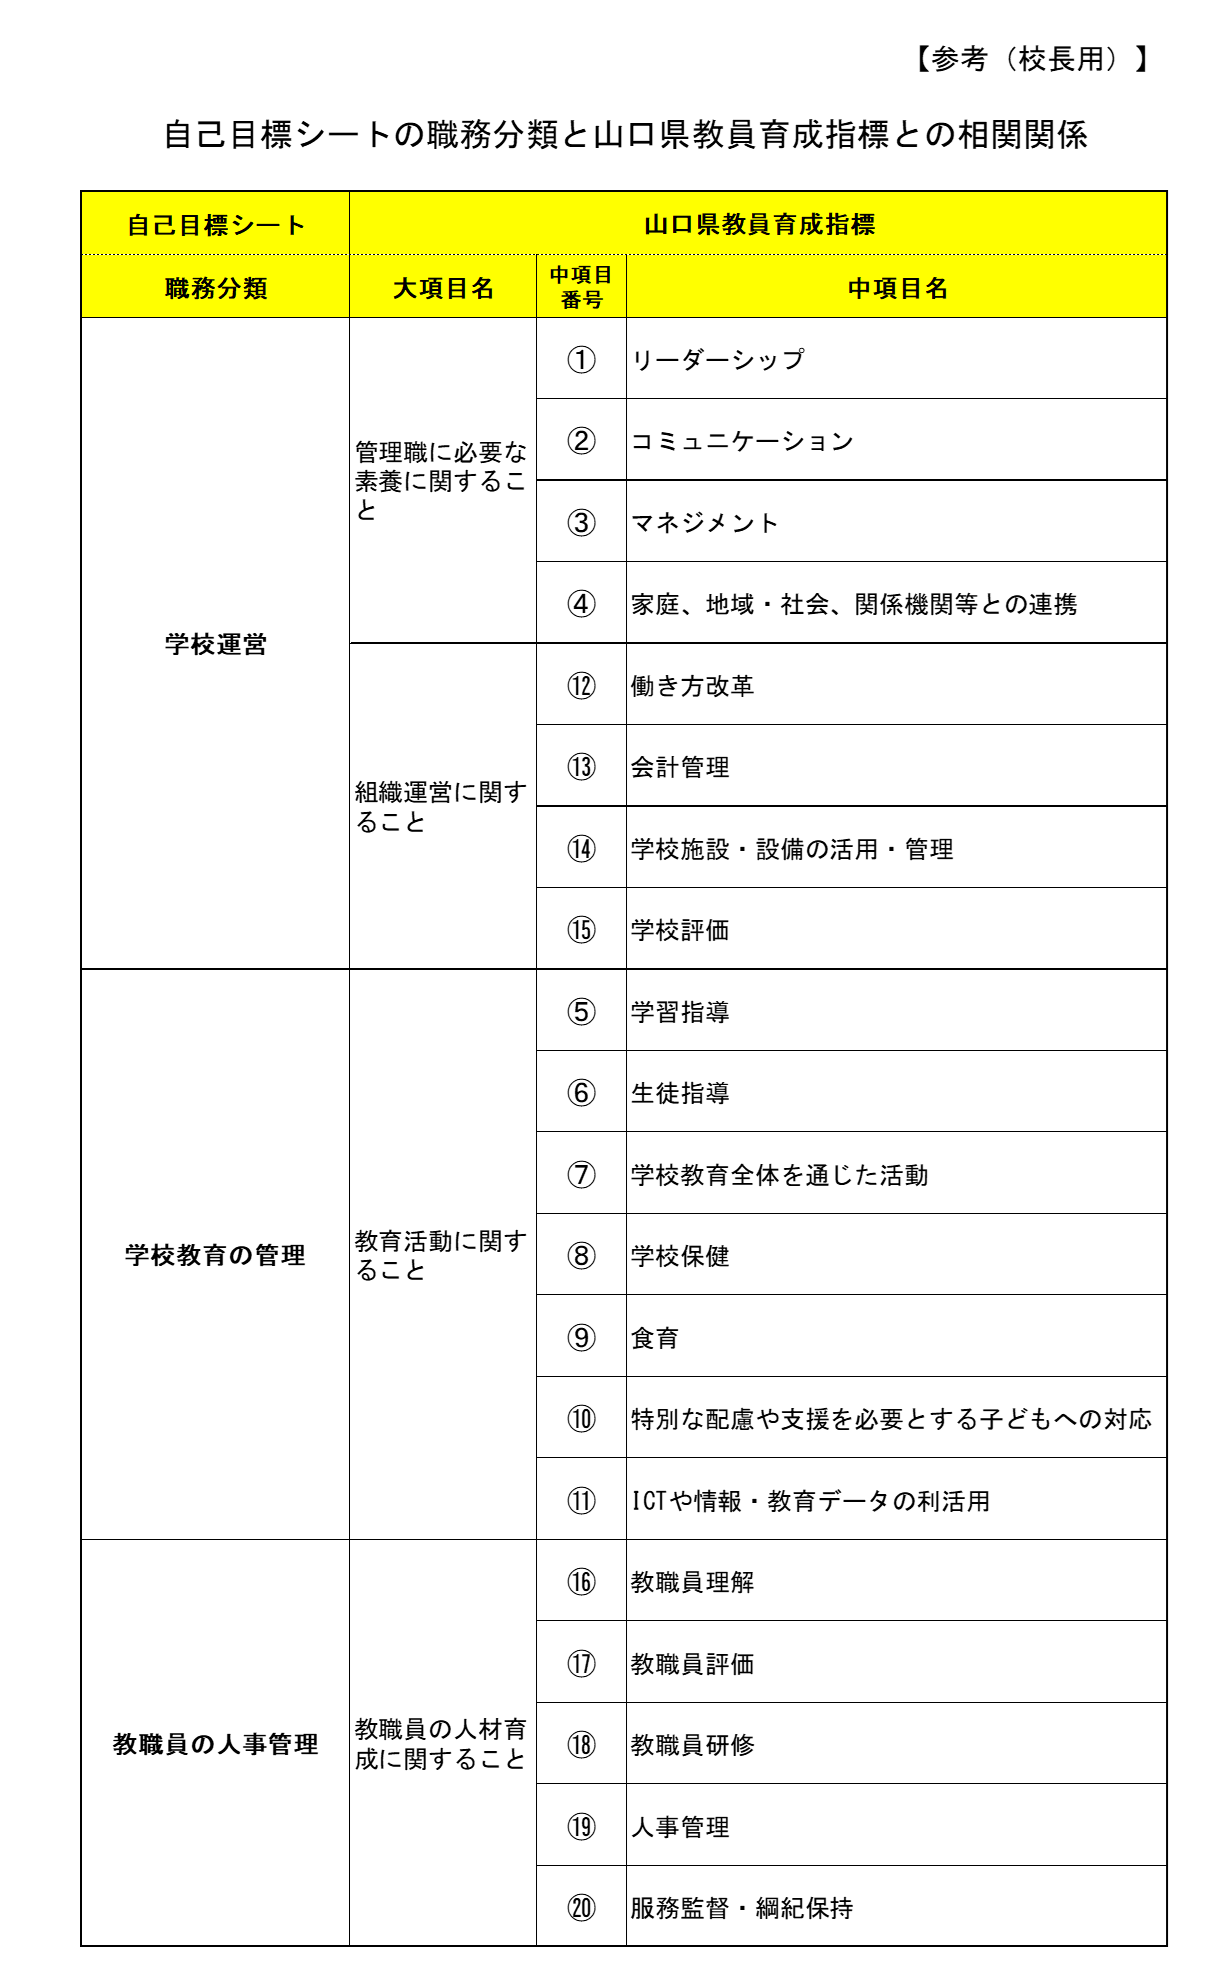 【参考（校長用）】
自己目標シートの職務分類と山口県教員育成指標との相関関係
自己目標シート
山口県教員育成指標
職務分類
大項目名
中項目
番号
中項目名
学校運営
管理職に必要な
素養に関するこ
と
① リーダーシップ
② コミュニケーション
③ マネジメント
④ 家庭、地域・社会、関係機関等との連携
組織運営に関す
ること
⑫ 働き方改革
⑬ 会計管理
⑭ 学校施設・設備の活用・管理
⑮ 学校評価
学校教育の管理
教育活動に関す
ること
⑤ 学習指導
⑥ 生徒指導
⑦ 学校教育全体を通じた活動
⑧ 学校保健
⑨ 食育
⑩ 特別な配慮や支援を必要とする子どもへの対応
⑪ ICTや情報・教育データの利活用
教職員の人事管理
教職員の人材育
成に関すること
⑯ 教職員理解
⑰ 教職員評価
⑱ 教職員研修
⑲ 人事管理
⑳ 服務監督・綱紀保持